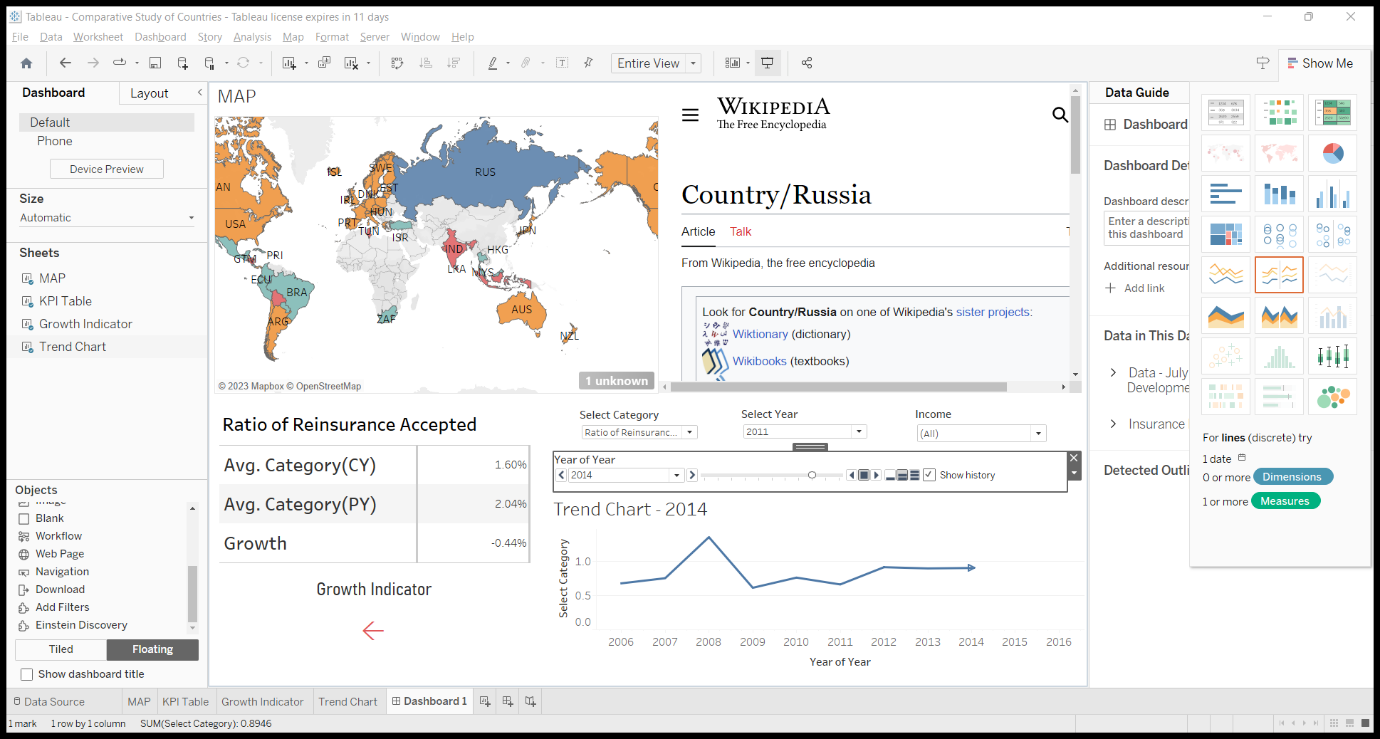 Tableau - Comparative Study of Countries - Tableau license expires in 11 days
File Data Worksheet Dashboard Story Analysis Map Format Server Window Help
Entire View
Show Me
Dashboard
Layout
Default
Phone
Device Preview
Size
Automatic
Sheets
MAP
KPI Table
Growth Indicator
Trend Chart
Objects
Image
Blank
Workflow
Web Page
Navigation
Download
Add Filters
Einstein Discovery
Tiled
Floating
Show dashboard title
MAP
ISL
SWE
RUS
AN
DNK
EST
IRL
HUN
C
USA
PRT
TUN
ISR
JPN
GTM
PRI
IND
HKG
ECU
LKA
MYS
BRA
ARG
ZAF
AUS
NZL
© 2023 Mapbox © OpenStreetMap
1 unknown
WIKIPEDIA
The Free Encyclopedia
Country/Russia
Article Talk
From Wikipedia, the free encyclopedia
Look for Country/Russia on one of Wikipedia's sister projects:
Wiktionary (dictionary)
Wikibooks (textbooks)
Ratio of Reinsurance Accepted
Avg. Category(CY) 1.60%
Avg. Category(PY) 2.04%
Growth -0.44%
Growth Indicator
Select Category
Ratio of Reinsuranc...
Select Year
2011
Income
(All)
Year of Year
2014
Show history
Trend Chart - 2014
Select Category
1.0
0.5
0.0
2006 2007 2008 2009 2010 2011 2012 2013 2014 2015 2016
Year of Year
Data Guide
Dashboard
Dashboard Det
Dashboard descr
Enter a descripti
this dashboard
Additional resour
Add link
Data in This Da
Data - July
Developme
Insurance
Detected Outli
For lines (discrete) try
1 date
0 or more Dimensions
1 or more Measures
Data Source
MAP
KPI Table
Growth Indicator
Trend Chart
Dashboard 1
1 mark 1 row by 1 column SUM(Select Category): 0.8946